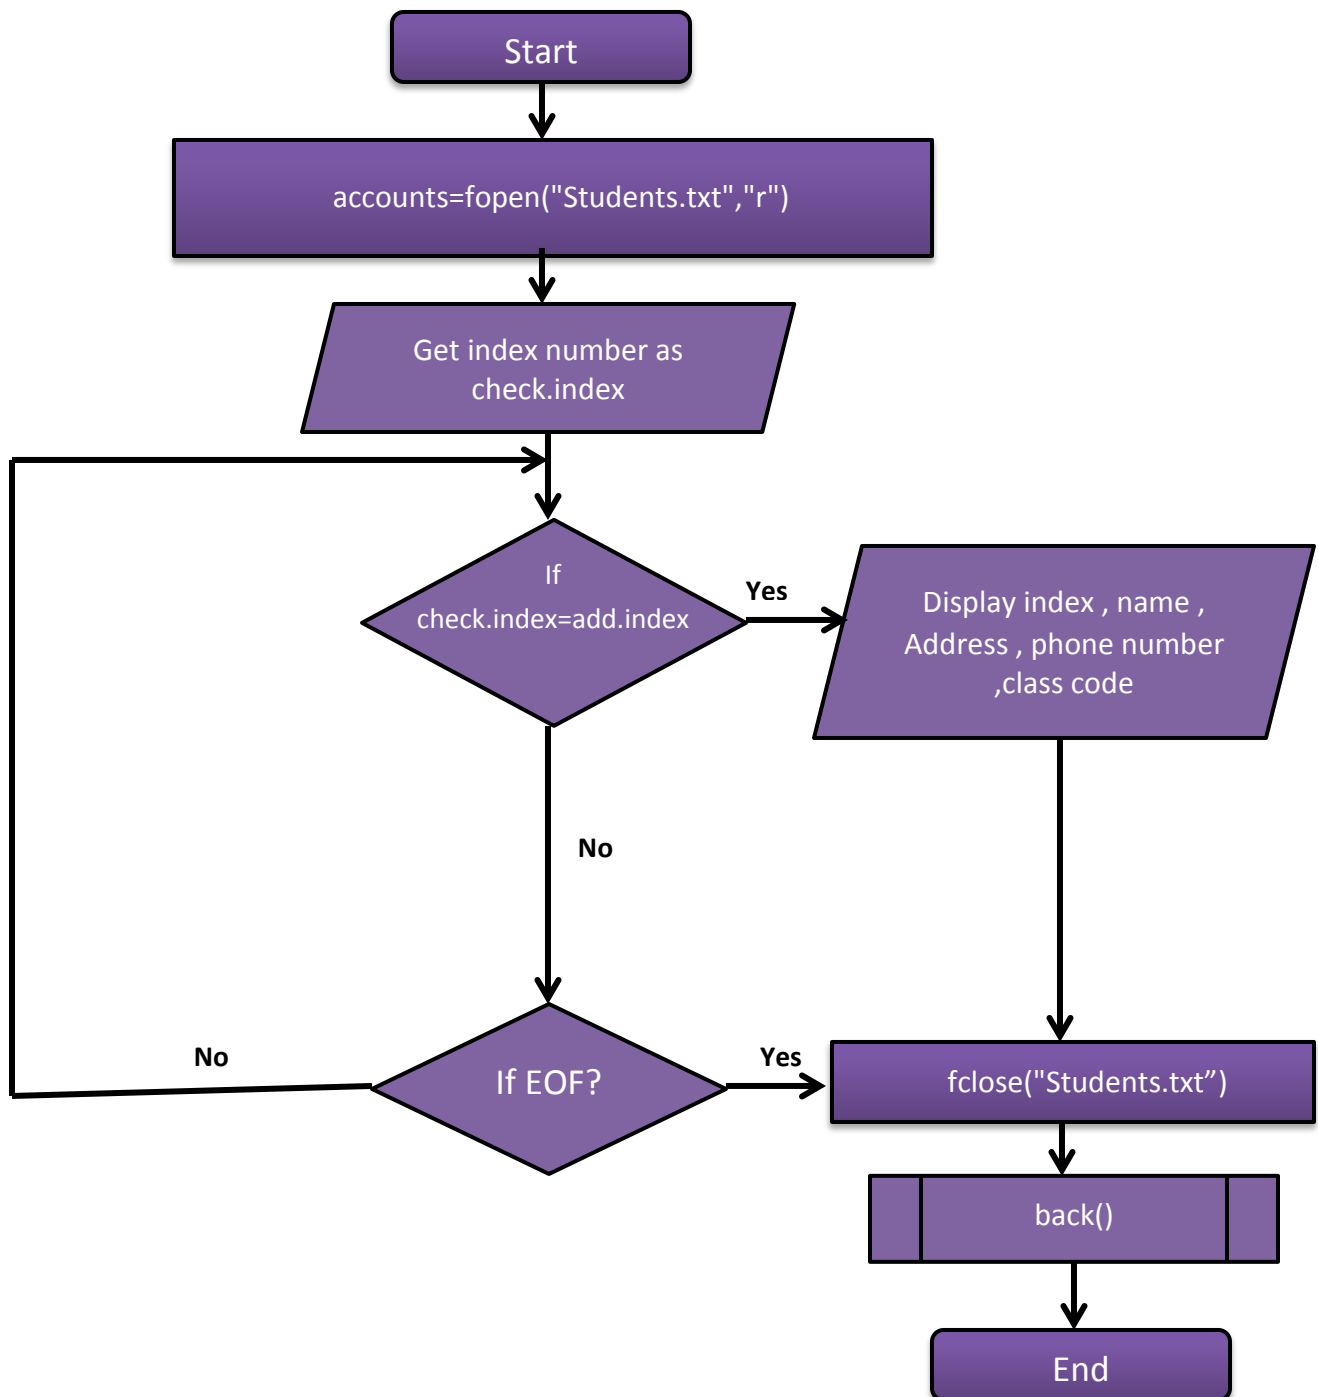 Start
accounts=fopen("Students.txt","r")
Get index number as
check.index
If
check.index=add.index
Yes
Display index , name ,
Address , phone number
,class code
No
If EOF?
No
Yes
fclose("Students.txt”)
back()
End